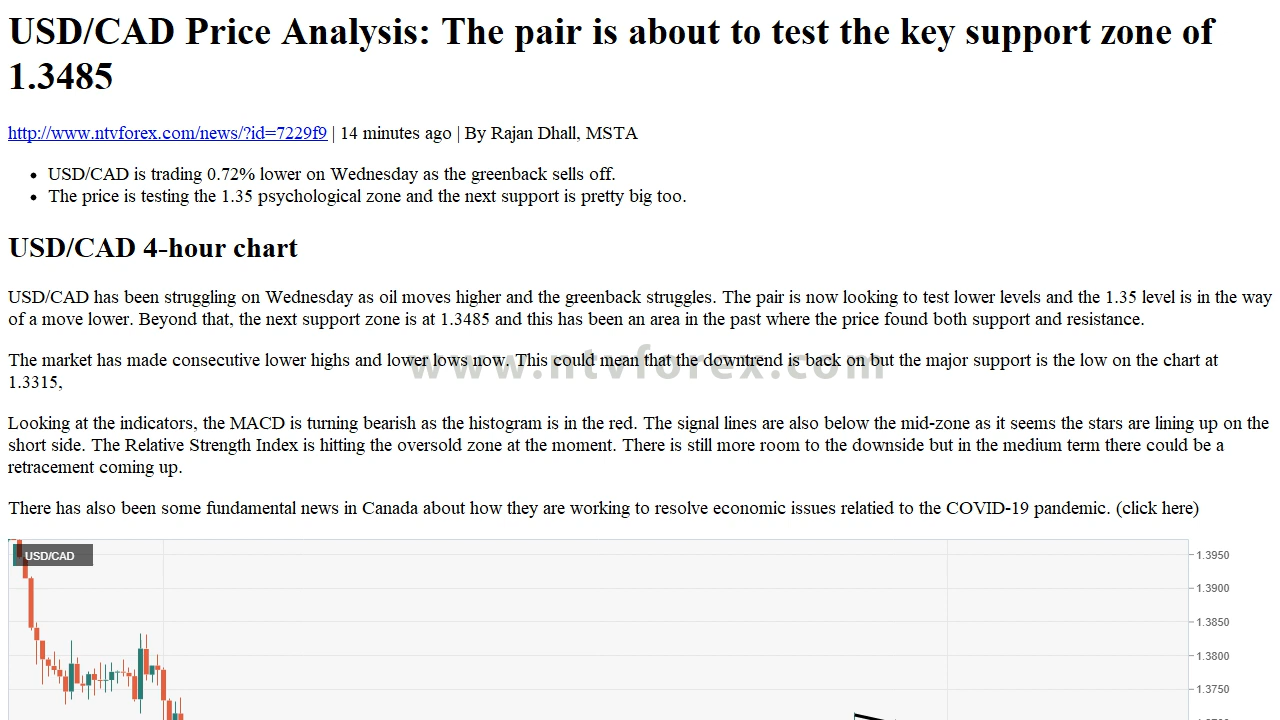 USD/CAD Price Analysis: The pair is about to test the key support zone of
1.3485
http://www.ntvforex.com/news/?id=7229f9 | 14 minutes ago | By Rajan Dhall, MSTA
• USD/CAD is trading 0.72% lower on Wednesday as the greenback sells off.
• The price is testing the 1.35 psychological zone and the next support is pretty big too.
USD/CAD 4-hour chart
USD/CAD has been struggling on Wednesday as oil moves higher and the greenback struggles. The pair is now looking to test lower levels and the 1.35 level is in the way
of a move lower. Beyond that, the next support zone is at 1.3485 and this has been an area in the past where the price found both support and resistance.
The market has made consecutive lower highs and lower lows now. This could mean that the downtrend is back on but the major support is the low on the chart at
1.3315,
www.ntvforex.com
Looking at the indicators, the MACD is turning bearish as the histogram is in the red. The signal lines are also below the mid-zone as it seems the stars are lining up on the
short side. The Relative Strength Index is hitting the oversold zone at the moment. There is still more room to the downside but in the medium term there could be a
retracement coming up.
There has also been some fundamental news in Canada about how they are working to resolve economic issues relatied to the COVID-19 pandemic. (click here)
USD/CAD
1.3950
1.3900
1.3850
1.3800
1.3750